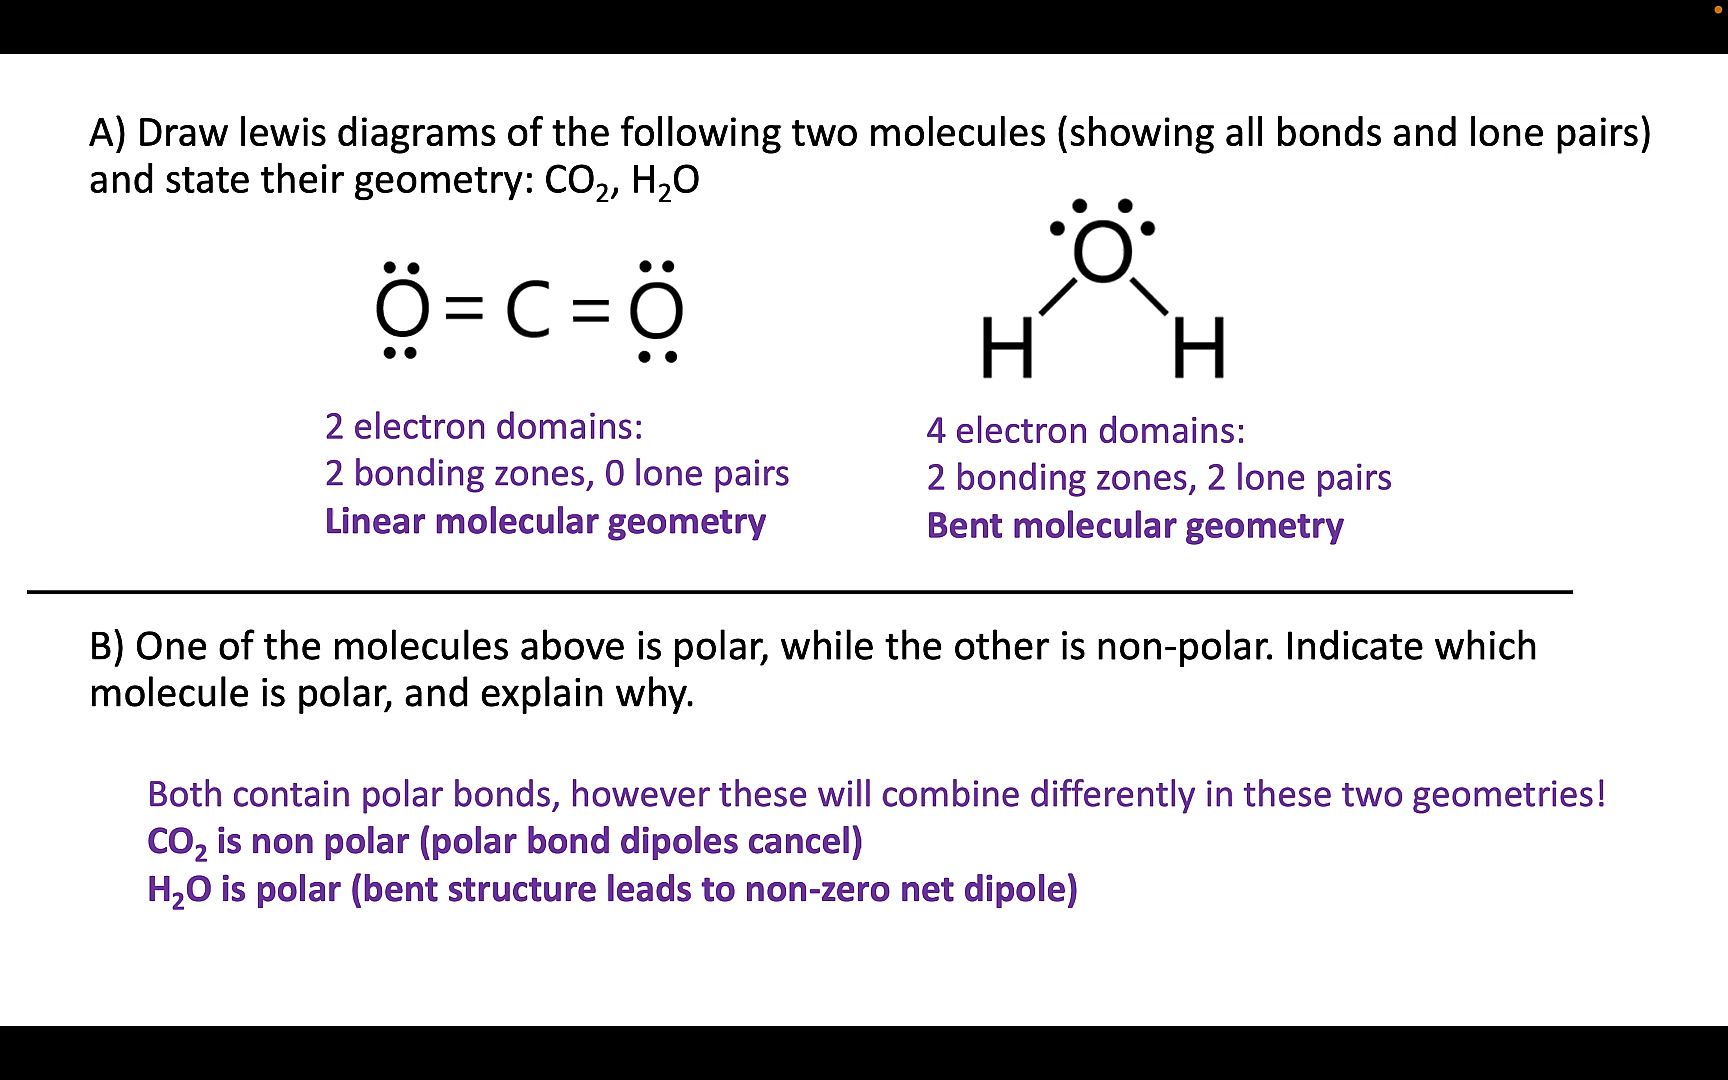 A) Draw lewis diagrams of the following two molecules (showing all bonds and lone pairs)
and state their geometry: CO₂, H₂O
O = C = O
O
H H
2 electron domains:
2 bonding zones, 0 lone pairs
Linear molecular geometry
4 electron domains:
2 bonding zones, 2 lone pairs
Bent molecular geometry
B) One of the molecules above is polar, while the other is non-polar. Indicate which
molecule is polar, and explain why.
Both contain polar bonds, however these will combine differently in these two geometries!
CO₂ is non polar (polar bond dipoles cancel)
H₂O is polar (bent structure leads to non-zero net dipole)